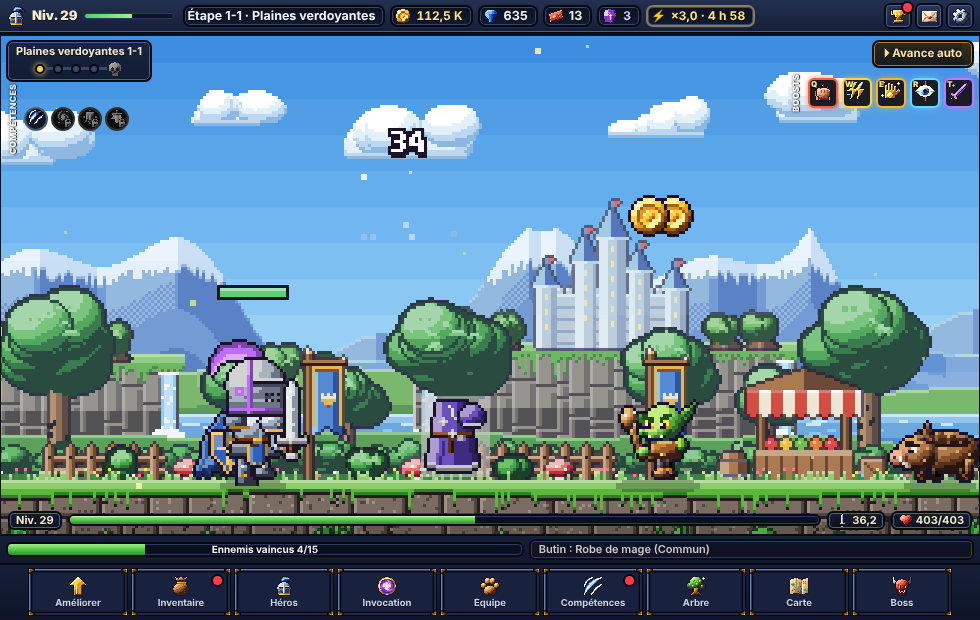 Niv. 29
Étape 1-1 · Plaines verdoyantes
112,5 K
635
13
3
×3,0 · 4 h 58
Plaines verdoyantes 1-1
Avance auto
COMPÉTENCES
BOOSTS
Q
W
E
R
T
34
Niv. 29
36,2
403/403
Ennemis vaincus 4/15
Butin : Robe de mage (Commun)
Améliorer
Inventaire
Héros
Invocation
Equipe
Compétences
Arbre
Carte
Boss